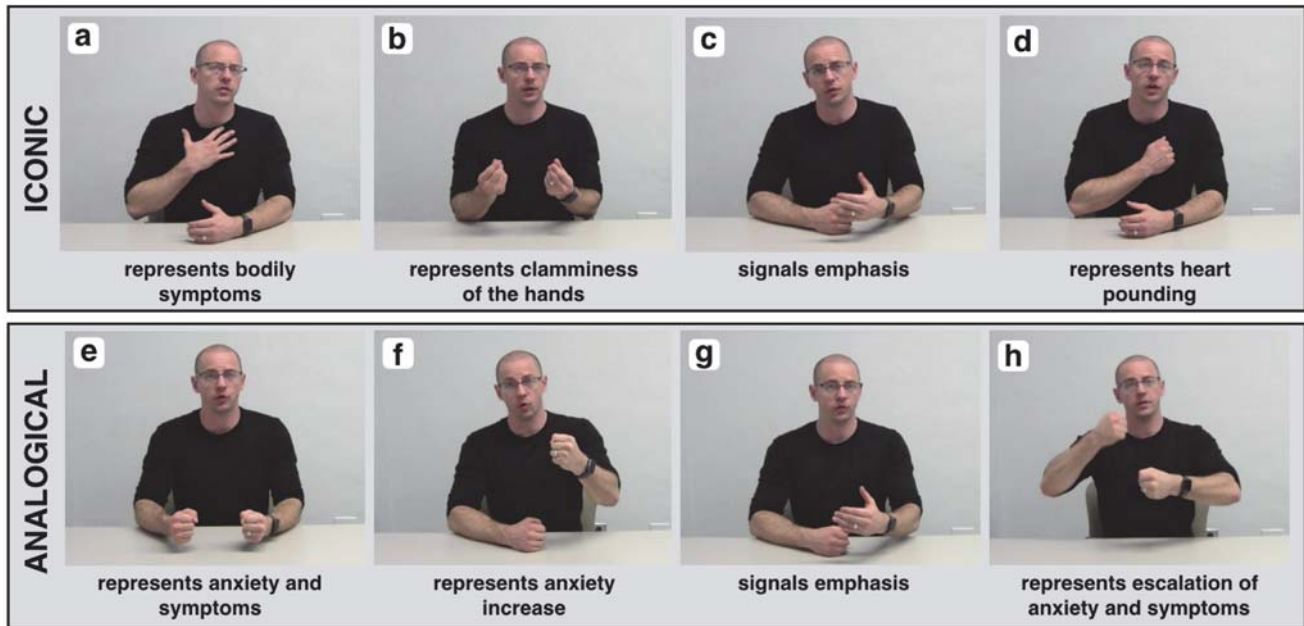 ICONIC
a
b
c
d
represents bodily
symptoms
represents clamminess
of the hands
signals emphasis
represents heart
pounding
ANALOGICAL
e
f
g
h
represents anxiety and
symptoms
represents anxiety
increase
signals emphasis
represents escalation of
anxiety and symptoms